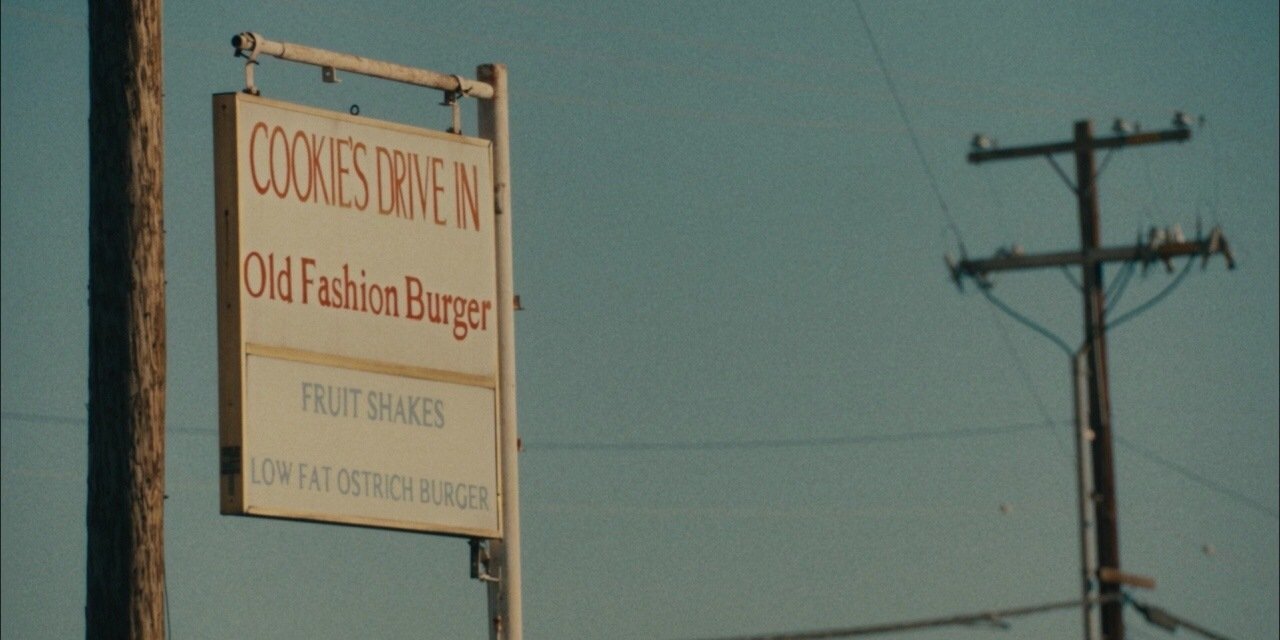 COOKIE'S DRIVE IN
Old Fashion Burger
FRUIT SHAKES
LOW FAT OSTRICH BURGER